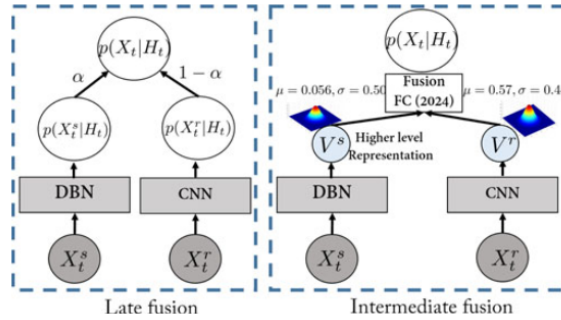 p(X_t|H_t)
α
1 − α
p(X_t^s|H_t)
p(X_t^r|H_t)
DBN
CNN
X_t^s
X_t^r
Late fusion
p(X_t|H_t)
μ = 0.056, σ = 0.50
Fusion
FC (2024)
μ = 0.57, σ = 0.4
V^s
Higher level
Representation
V^r
DBN
CNN
X_t^s
X_t^r
Intermediate fusion